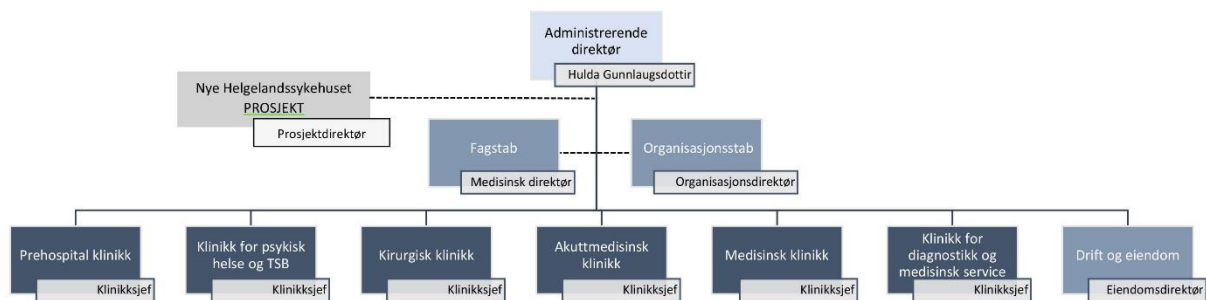 Administrerende
direktør
Hulda Gunnlaugsdottir
Nye Helgelandssykehuset
PROSJEKT
Prosjektdirektør
Fagstab
Medisinsk direktør
Organisasjonsstab
Organisasjonsdirektør
Prehospital klinikk
Klinikksjef
Klinikk for psykisk
helse og TSB
Klinikksjef
Kirurgisk klinikk
Klinikksjef
Akuttmedisinsk
klinikk
Klinikksjef
Medisinsk klinikk
Klinikksjef
Klinikk for
diagnostikk og
medisinsk service
Klinikksjef
Drift og eiendom
Eiendomsdirektør